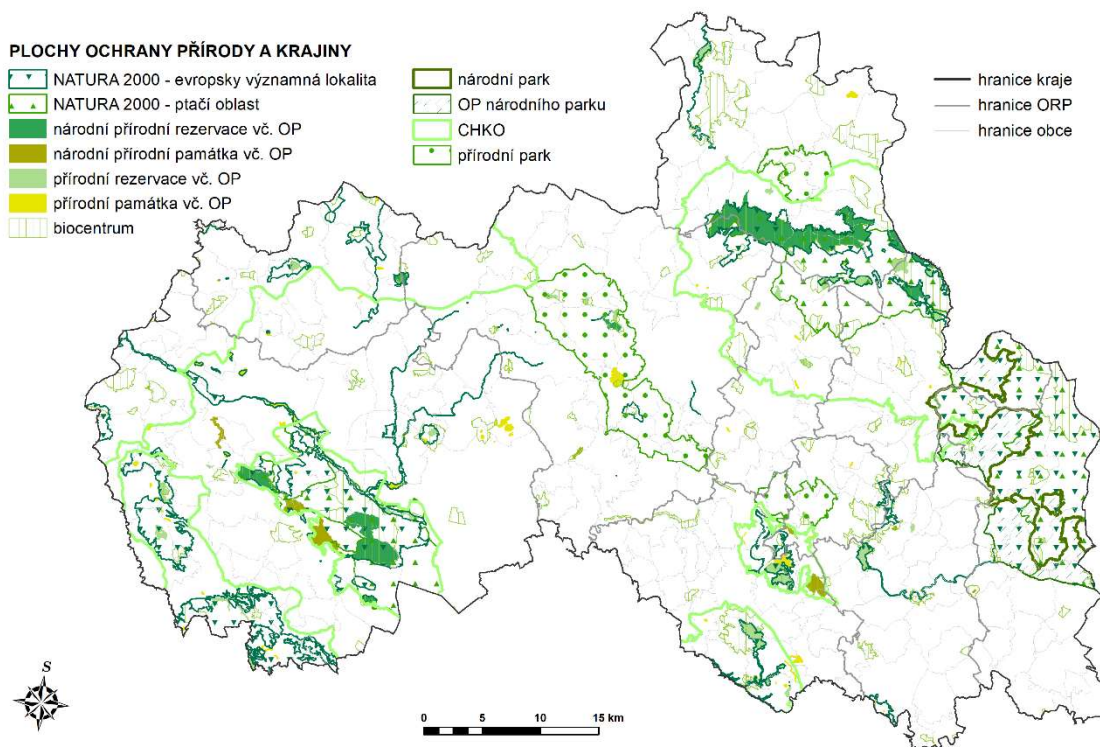 PLOCHY OCHRANY PŘÍRODY A KRAJINY
NATURA 2000 - evropsky významná lokalita
NATURA 2000 - ptačí oblast
národní přírodní rezervace vč. OP
národní přírodní památka vč. OP
přírodní rezervace vč. OP
přírodní památka vč. OP
biocentrum
národní park
OP národního parku
CHKO
přírodní park
hranice kraje
hranice ORP
hranice obce
S
0 5 10 15 km